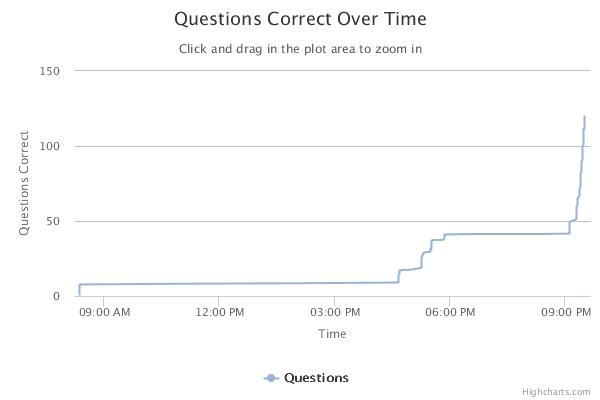 Questions Correct Over Time
Click and drag in the plot area to zoom in
Questions Correct
150
100
50
0
09:00 AM 12:00 PM 03:00 PM 06:00 PM 09:00 PM
Time
Questions
Highcharts.com